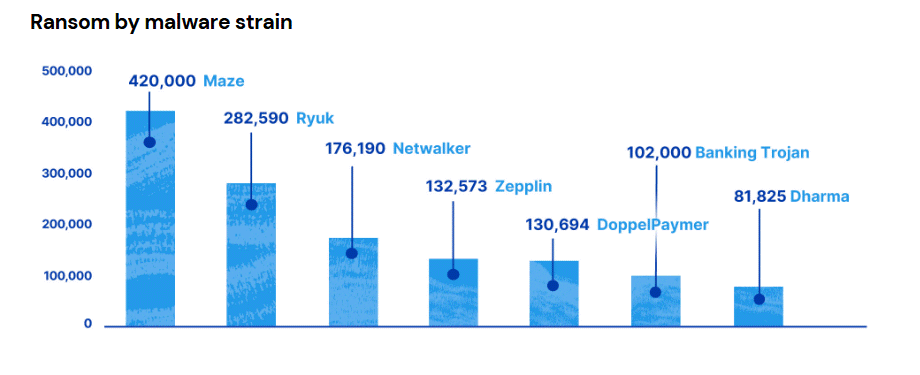 Ransom by malware strain
500,000
400,000
300,000
200,000
100,000
0
420,000 Maze
282,590 Ryuk
176,190 Netwalker
132,573 Zepplin
130,694 DoppelPaymer
102,000 Banking Trojan
81,825 Dharma